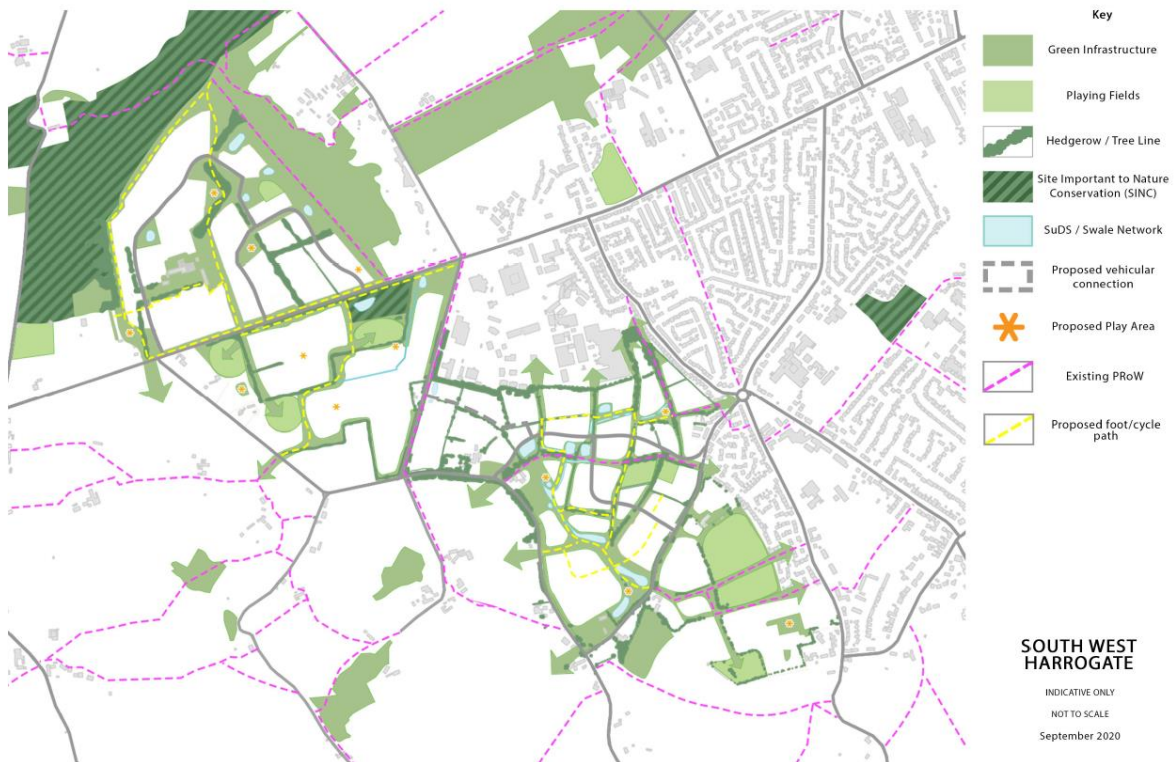 Key
Green Infrastructure
Playing Fields
Hedgerow / Tree Line
Site Important to Nature
Conservation (SINC)
SuDS / Swale Network
Proposed vehicular
connection
Proposed Play Area
Existing PRoW
Proposed foot/cycle
path
SOUTH WEST
HARROGATE
INDICATIVE ONLY
NOT TO SCALE
September 2020